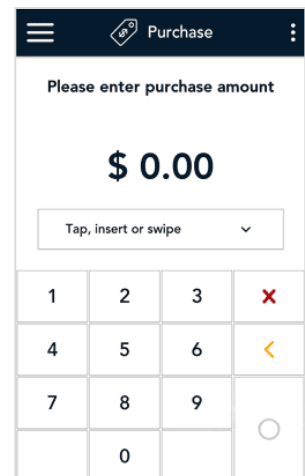 Purchase
Please enter purchase amount
$ 0.00
Tap, insert or swipe
1 2 3
4 5 6
7 8 9
0